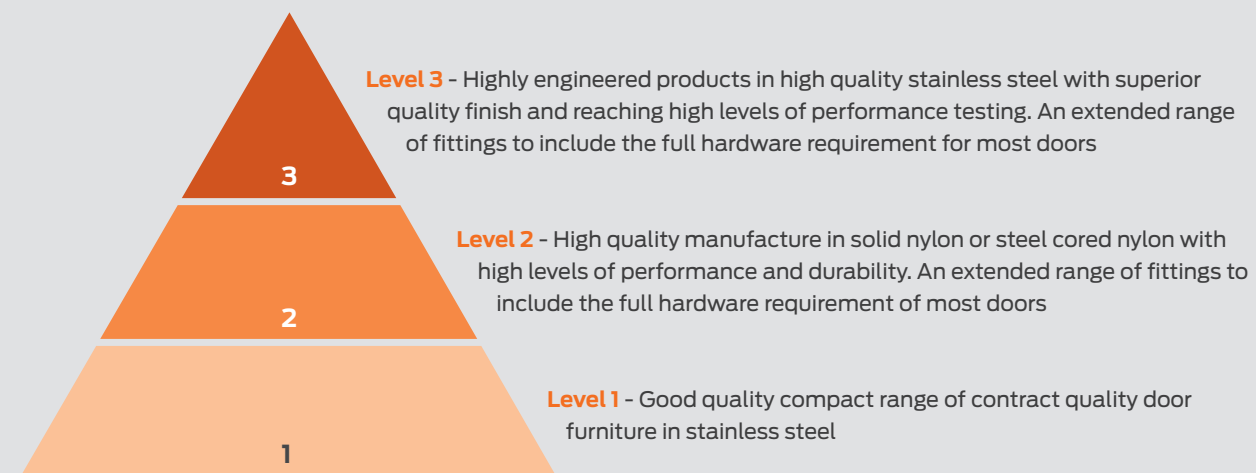 Level 3 - Highly engineered products in high quality stainless steel with superior
quality finish and reaching high levels of performance testing. An extended range
of fittings to include the full hardware requirement for most doors
3
Level 2 - High quality manufacture in solid nylon or steel cored nylon with
high levels of performance and durability. An extended range of fittings to
include the full hardware requirement of most doors
2
Level 1 - Good quality compact range of contract quality door
furniture in stainless steel
1